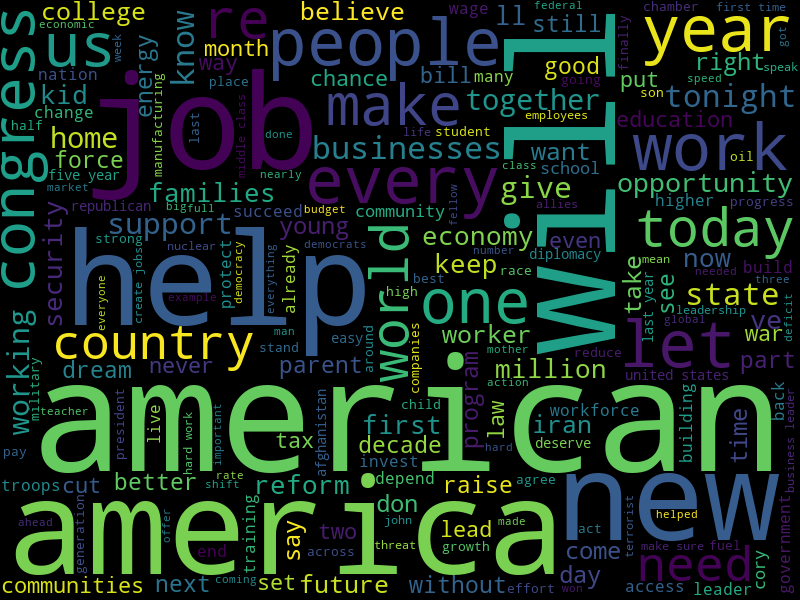 college
economic
re
believe
wage
ll
federal
still
chamber
first time
year
us
week
nation
energy
know
month
way
people
good
going
finally
right
got
speak
congress
kid
job
place
chance
bill
many
will
put
speed
son
tonight
change
half
home
manufacturing
last
make
together
employees
education
force
middle class
done
life
student
businesses
want
work
oil
five year
market
nearly
every
class
school
opportunity
families
give
allies
higher
progress
republican
big
full
succeed
budget
community
fellow
security
support
young
economy
even
today
strong
nuclear
democrats
number
diplomacy
now
help
protect
democracy
everything
already
world
keep
best
race
take
mean
see
needed
build
three
everyone
create jobs
example
high
one
state
last year
leadership
deficit
working
country
man
stand
easy
around
worker
let
global
ye
war
military
dream
never
parent
companies
mother
million
reduce
united states
part
american
teacher
president
live
hard work
important
tax
afghanistan
child
first
decade
program
action
law
hard
iran
workforce
deserve
building
time
back
business leader
pay
invest
troops
cut
better
rate
shift
reform
depend
don
raise
agree
new
terrorist
helped
america
ahead
generation
offer
end
training
say
two
across
john
threat
lead
growth
made
act
come
make sure
fuel
need
government
communities
next
coming
set
future
without
effort
won
day
access
leader
cory